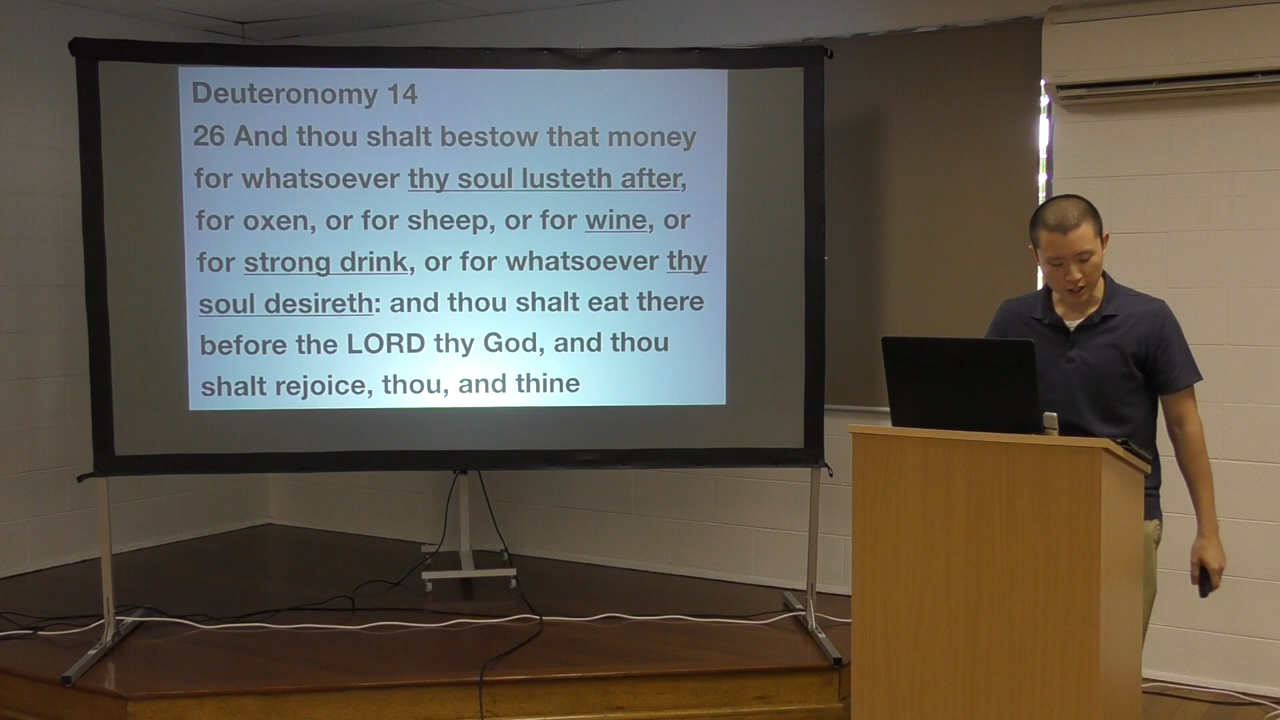 Deuteronomy 14
26 And thou shalt bestow that money
for whatsoever thy soul lusteth after,
for oxen, or for sheep, or for wine, or
for strong drink, or for whatsoever thy
soul desireth: and thou shalt eat there
before the LORD thy God, and thou
shalt rejoice, thou, and thine